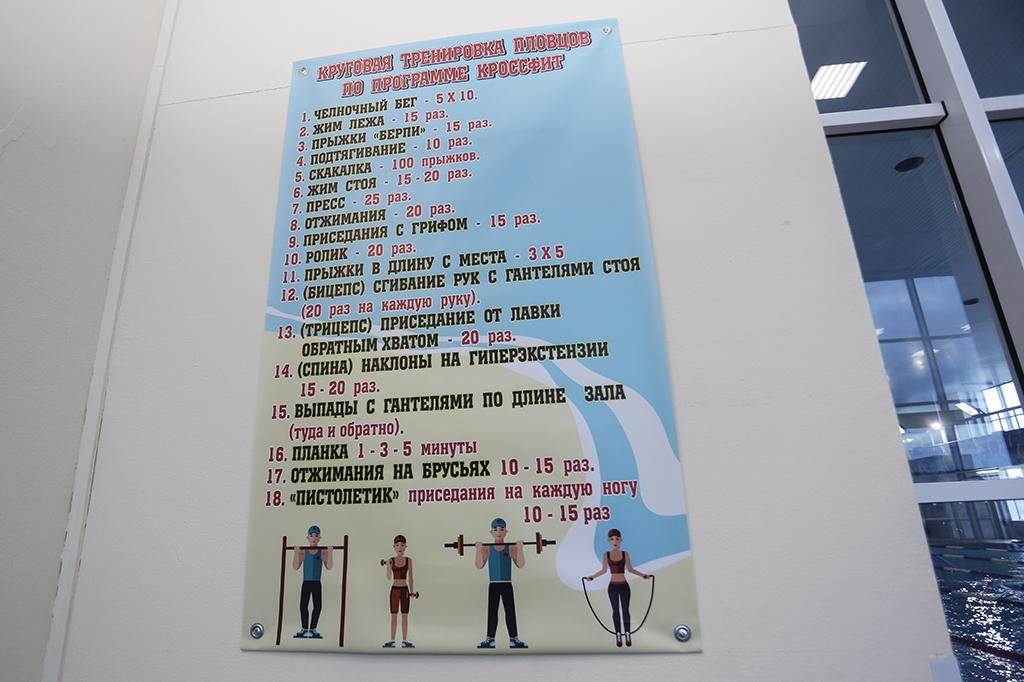 КРУГОВАЯ ТРЕНИРОВКА ПЛОВЦОВ
ПО ПРОГРАММЕ КРОССФИТ
1. ЧЕЛНОЧНЫЙ БЕГ - 5 Х 10.
2. ЖИМ ЛЕЖА - 15 раз.
3. ПРЫЖКИ «БЕРПИ» - 15 раз.
4. ПОДТЯГИВАНИЕ - 10 раз.
5. СКАКАЛКА - 100 прыжков.
6. ЖИМ СТОЯ - 15-20 раз.
7. ПРЕСС - 25 раз.
8. ОТЖИМАНИЯ - 20 раз.
9. ПРИСЕДАНИЯ С ГРИФОМ - 15 раз.
10. РОЛИК - 20 раз.
11. ПРЫЖКИ В ДЛИНУ С МЕСТА - 3 Х 5
12. (БИЦЕПС) СГИБАНИЕ РУК С ГАНТЕЛЯМИ СТОЯ
(20 раз на каждую руку).
13. (ТРИЦЕПС) ПРИСЕДАНИЕ ОТ ЛАВКИ
ОБРАТНЫМ ХВАТОМ - 20 раз.
14. (СПИНА) НАКЛОНЫ НА ГИПЕРЭКСТЕНЗИИ
15 - 20 раз.
15. ВЫПАДЫ С ГАНТЕЛЯМИ ПО ДЛИНЕ ЗАЛА
(туда и обратно).
16. ПЛАНКА 1 - 3 - 5 минуты
17. ОТЖИМАНИЯ НА БРУСЬЯХ 10 - 15 раз.
18. «ПИСТОЛЕТИК» приседания на каждую ногу
10 - 15 раз